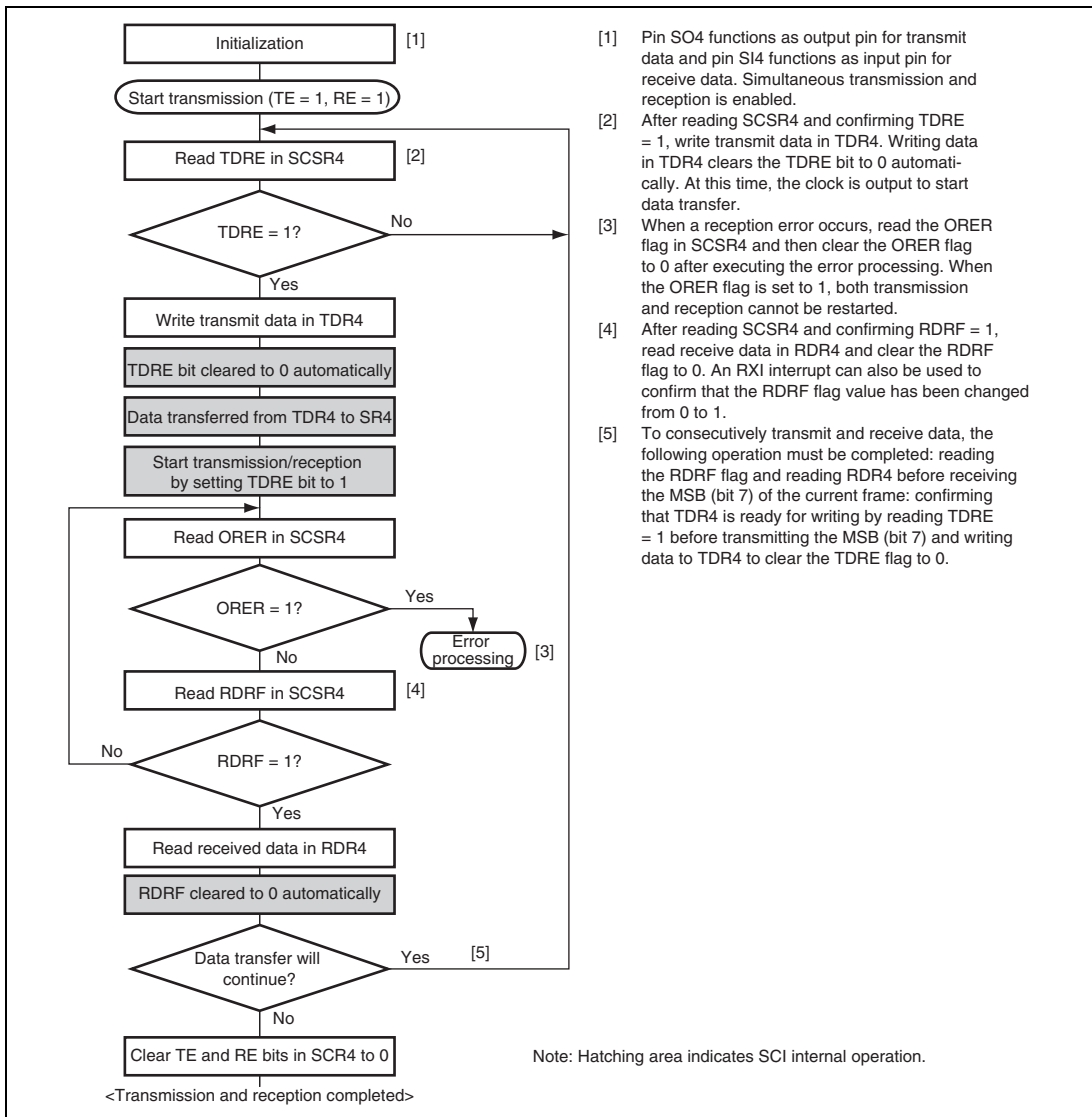 Initialization
[1]
Start transmission (TE = 1, RE = 1)
Read TDRE in SCSR4
[2]
TDRE = 1?
No
Yes
Write transmit data in TDR4
TDRE bit cleared to 0 automatically
Data transferred from TDR4 to SR4
Start transmission/reception
by setting TDRE bit to 1
Read ORER in SCSR4
ORER = 1?
Yes
Error
processing
[3]
No
Read RDRF in SCSR4
[4]
No
RDRF = 1?
Yes
Read received data in RDR4
RDRF cleared to 0 automatically
Data transfer will
continue?
Yes
[5]
No
Clear TE and RE bits in SCR4 to 0
<Transmission and reception completed>
[1] Pin SO4 functions as output pin for transmit
data and pin SI4 functions as input pin for
receive data. Simultaneous transmission and
reception is enabled.
[2] After reading SCSR4 and confirming TDRE
= 1, write transmit data in TDR4. Writing data
in TDR4 clears the TDRE bit to 0 automati-
cally. At this time, the clock is output to start
data transfer.
[3] When a reception error occurs, read the ORER
flag in SCSR4 and then clear the ORER flag
to 0 after executing the error processing. When
the ORER flag is set to 1, both transmission
and reception cannot be restarted.
[4] After reading SCSR4 and confirming RDRF = 1,
read receive data in RDR4 and clear the RDRF
flag to 0. An RXI interrupt can also be used to
confirm that the RDRF flag value has been changed
from 0 to 1.
[5] To consecutively transmit and receive data, the
following operation must be completed: reading
the RDRF flag and reading RDR4 before receiving
the MSB (bit 7) of the current frame: confirming
that TDR4 is ready for writing by reading TDRE
= 1 before transmitting the MSB (bit 7) and writing
data to TDR4 to clear the TDRE flag to 0.
Note: Hatching area indicates SCI internal operation.